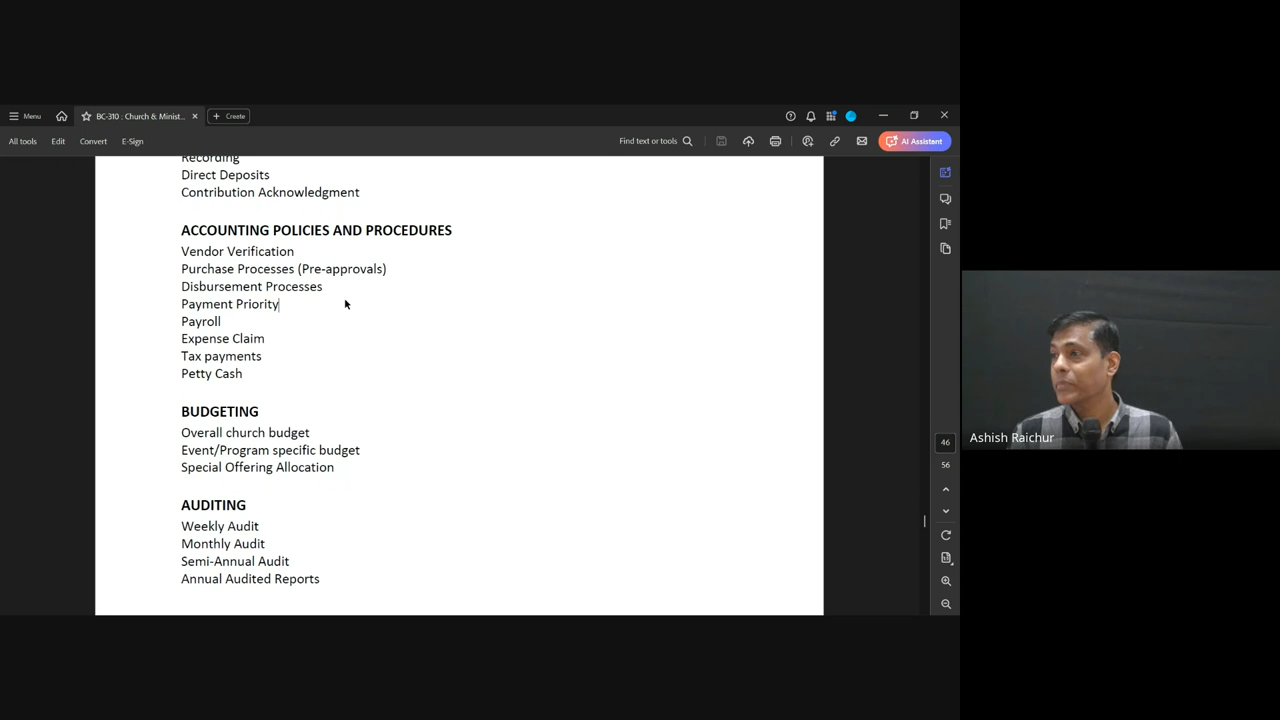 Menu
BC-310 : Church & Minist...
Create
All tools
Edit
Convert
E-Sign
Find text or tools
AI Assistant
Recording
Direct Deposits
Contribution Acknowledgment
ACCOUNTING POLICIES AND PROCEDURES
Vendor Verification
Purchase Processes (Pre-approvals)
Disbursement Processes
Payment Priority
Payroll
Expense Claim
Tax payments
Petty Cash
BUDGETING
Overall church budget
Event/Program specific budget
Special Offering Allocation
AUDITING
Weekly Audit
Monthly Audit
Semi-Annual Audit
Annual Audited Reports
46
56
Ashish Raichur